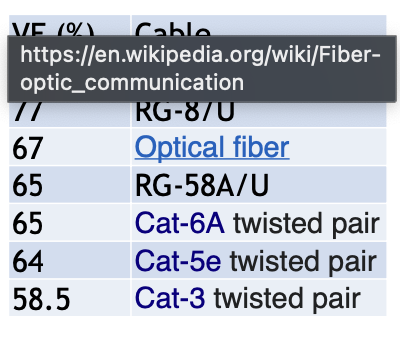 VF (%) Cable
https://en.wikipedia.org/wiki/Fiber-
optic_communication
77 RG-8/U
67 Optical fiber
65 RG-58A/U
65 Cat-6A twisted pair
64 Cat-5e twisted pair
58.5 Cat-3 twisted pair